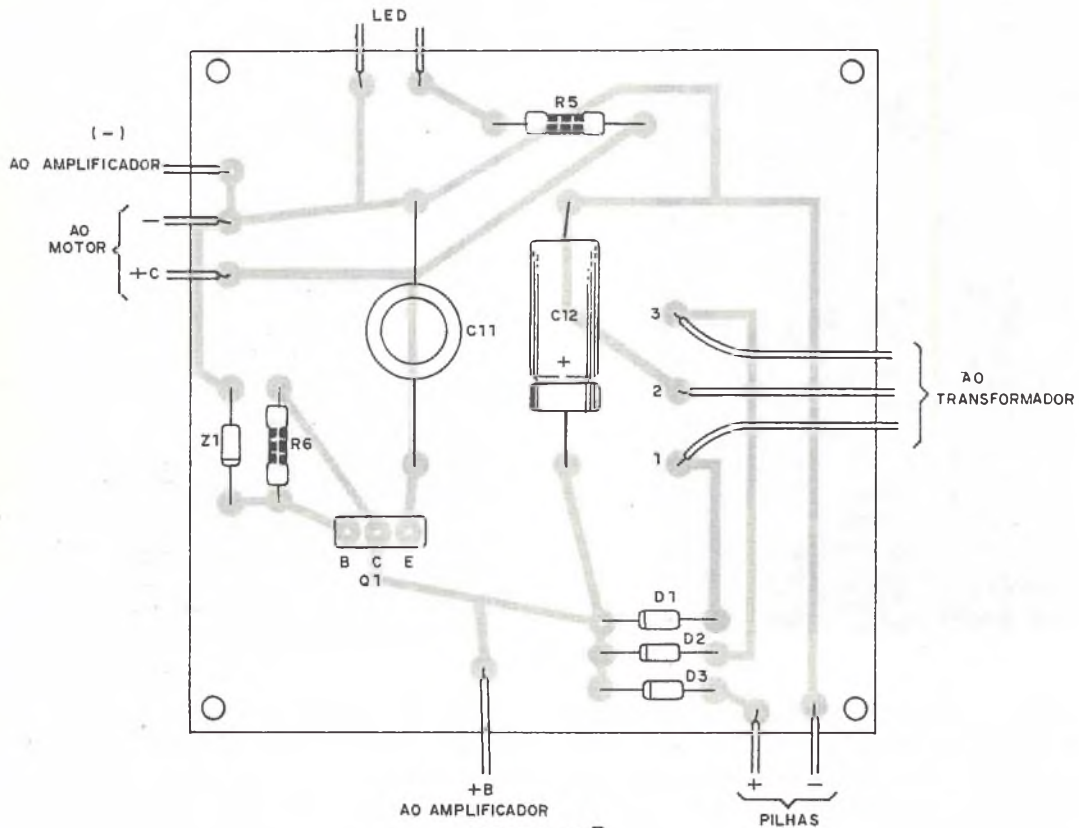 LED
R5
(-)
AO AMPLIFICADOR
-
AO
MOTOR
+C
C11
C12
+
3
2
1
AO
TRANSFORMADOR
Z1
R6
B C E
Q1
D1
D2
D3
+B
AO AMPLIFICADOR
+ -
PILHAS